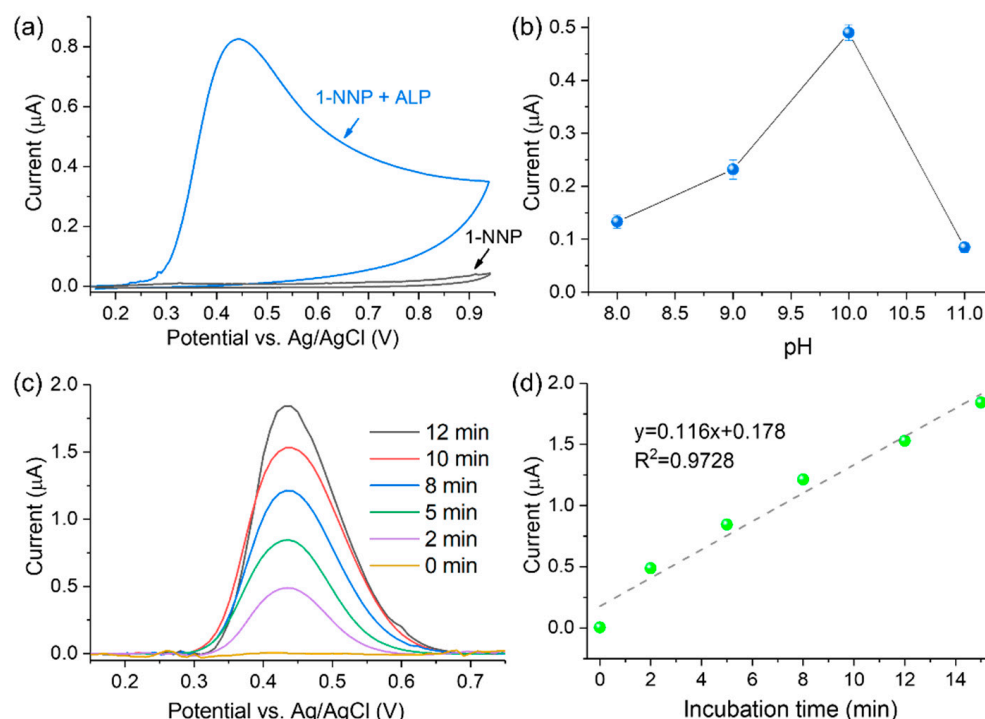 (a)
0.8
0.6
0.4
0.2
0.0
Current (μA)
1-NNP + ALP
1-NNP
0.2 0.3 0.4 0.5 0.6 0.7 0.8 0.9
Potential vs. Ag/AgCl (V)
(b)
0.5
0.4
0.3
0.2
0.1
0.0
Current (μA)
8.0 8.5 9.0 9.5 10.0 10.5 11.0
pH
(c)
2.0
1.5
1.0
0.5
0.0
Current (μA)
12 min
10 min
8 min
5 min
2 min
0 min
0.2 0.3 0.4 0.5 0.6 0.7
Potential vs. Ag/AgCl (V)
(d)
2.0
1.5
1.0
0.5
0.0
Current (μA)
y=0.116x+0.178
R²=0.9728
0 2 4 6 8 10 12 14
Incubation time (min)